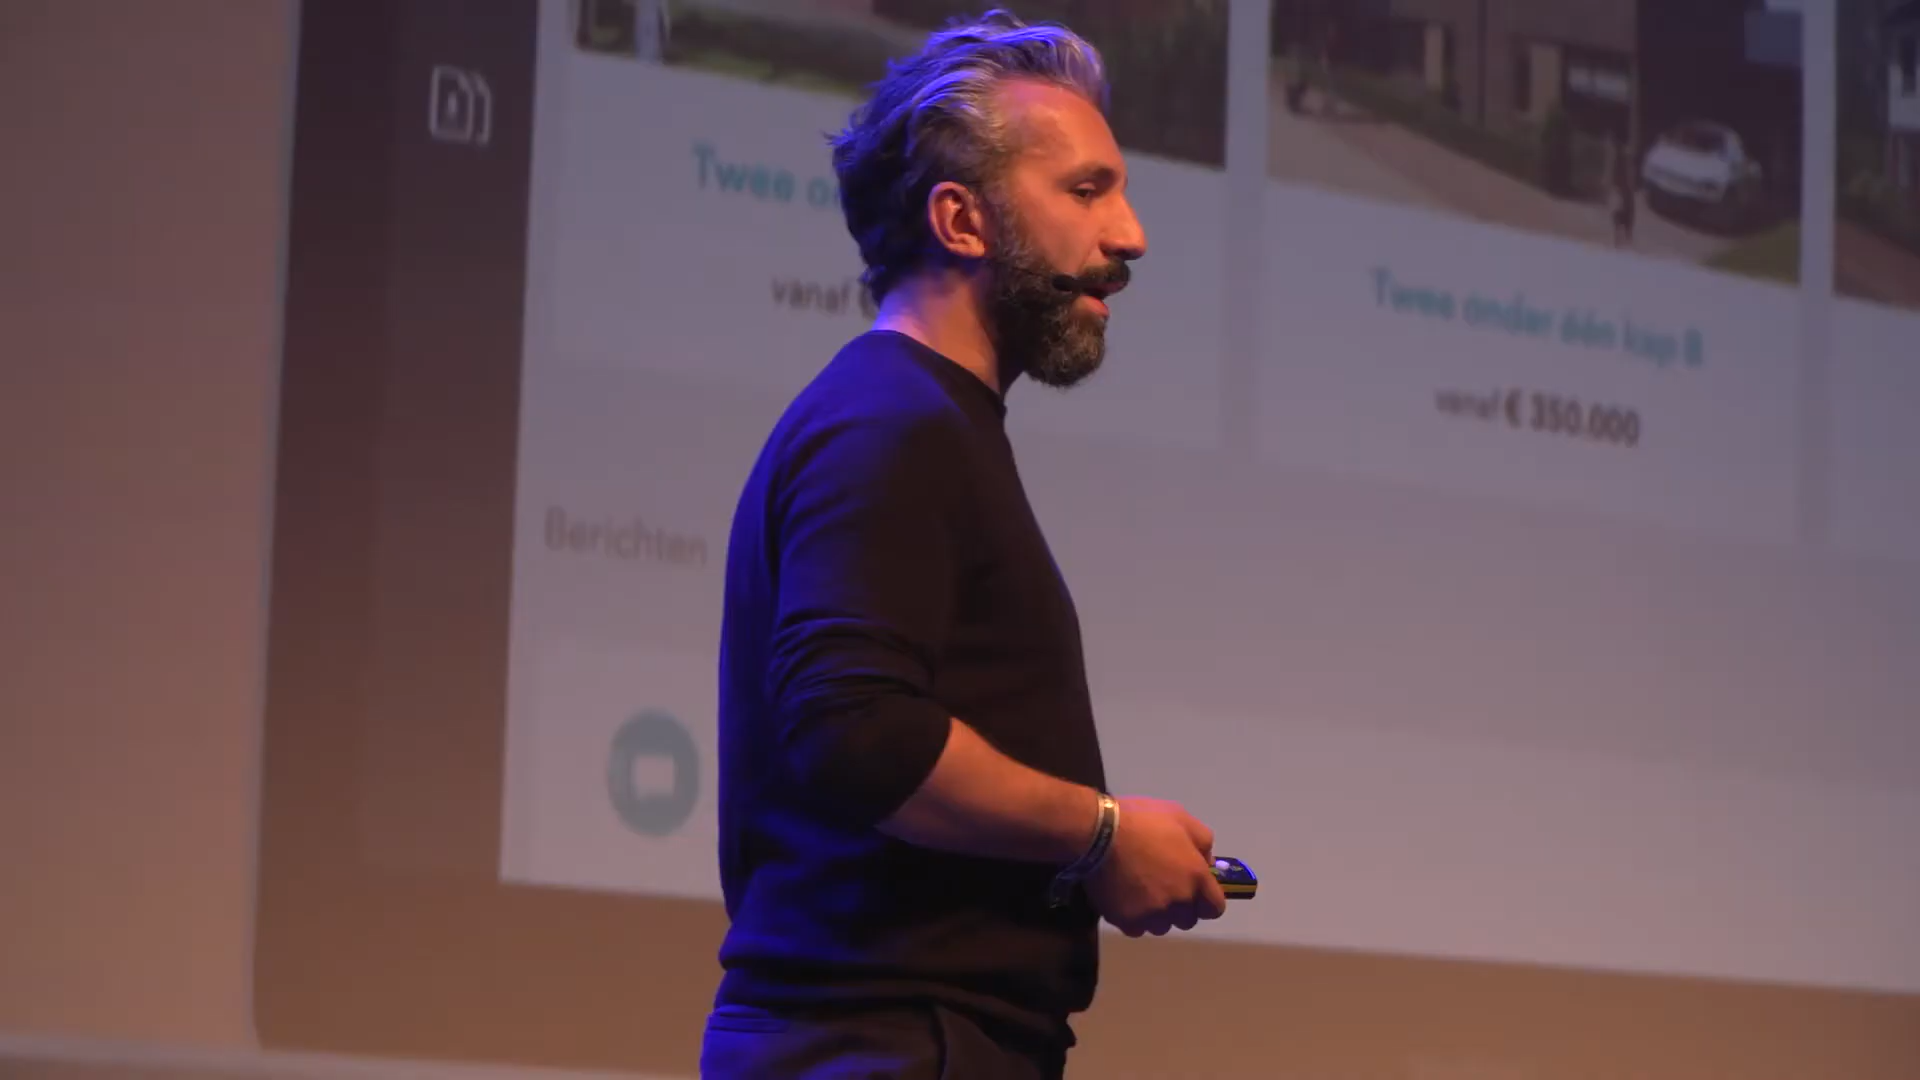 Twee
vanaf €
Twee onder één kap B
vanaf € 350.000
Berichten